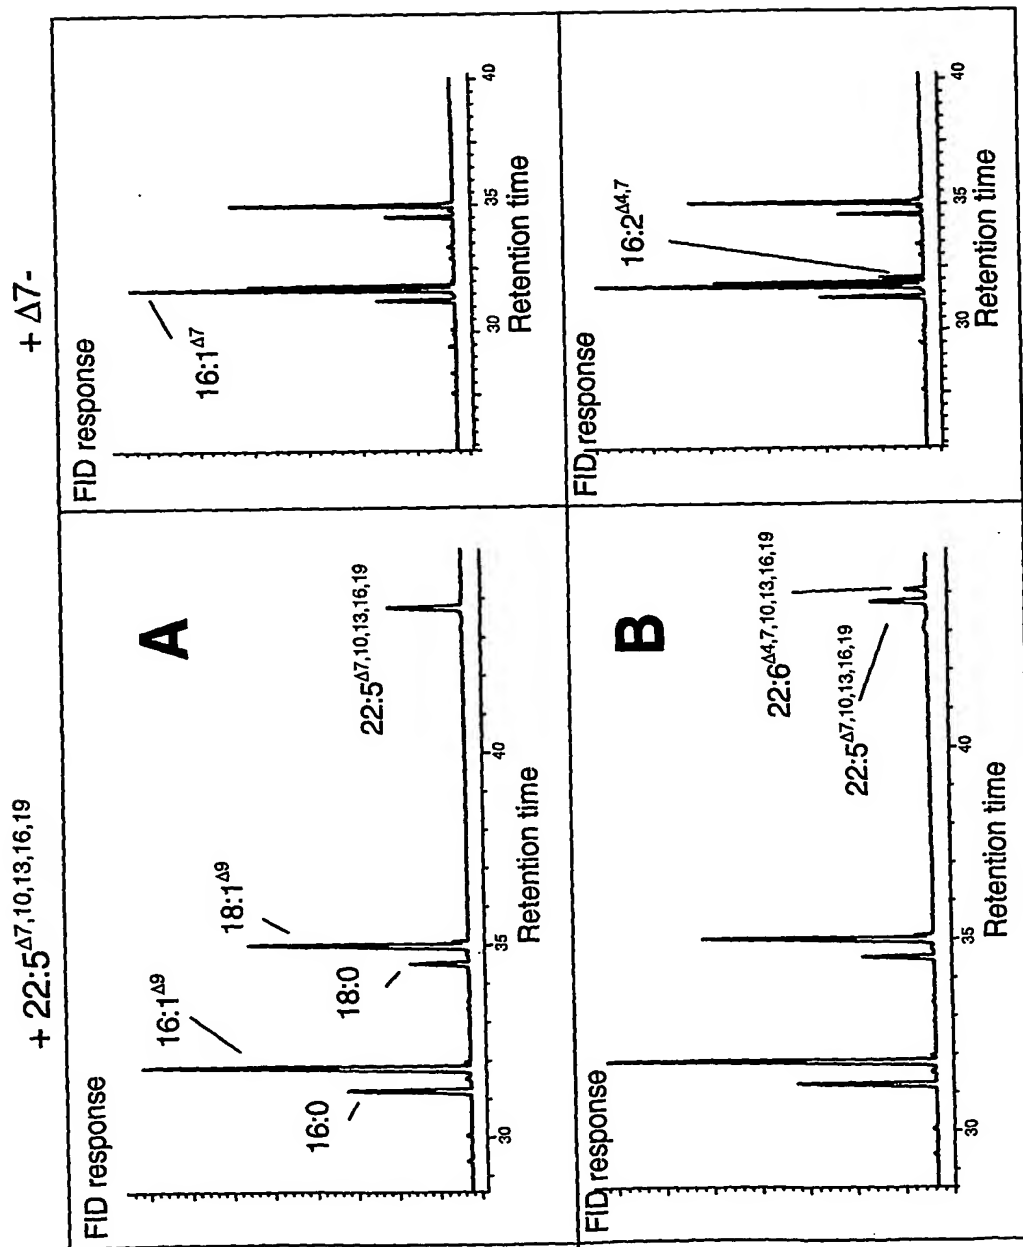 + 22:5Δ7,10,13,16,19
+ Δ7-
FID response
A
16:0
16:1Δ9
18:0
18:1Δ9
22:5Δ7,10,13,16,19
30
35
40
Retention time
FID response
16:1Δ7
30
35
40
Retention time
FID response
B
22:5Δ7,10,13,16,19
22:6Δ4,7,10,13,16,19
30
35
40
Retention time
FID response
16:2Δ4,7
30
35
40
Retention time